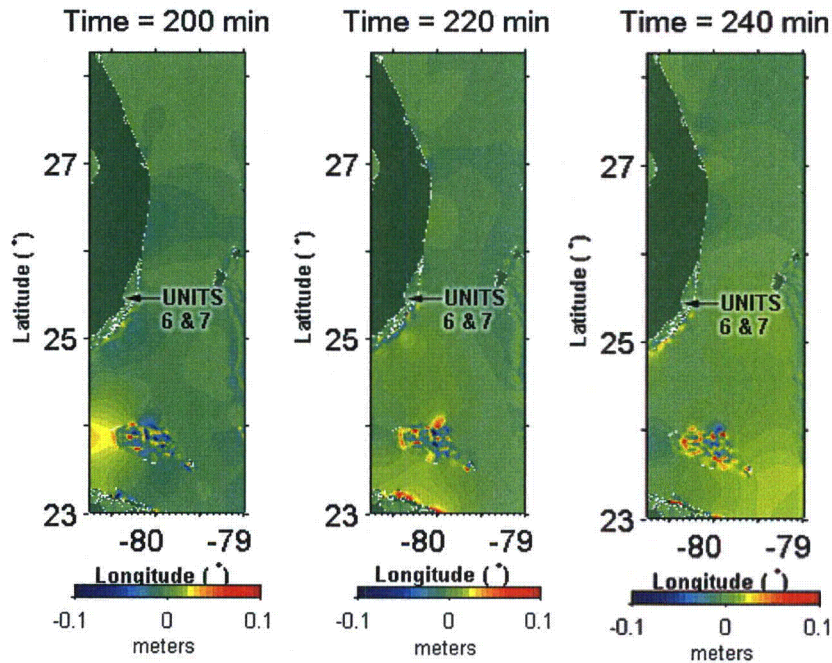 Time = 200 min
Time = 220 min
Time = 240 min
27
25
23
Latitude (°)
UNITS
6 & 7
-80
-79
Longitude (°)
-0.1
0
0.1
meters
27
25
23
Latitude (°)
UNITS
6 & 7
-80
-79
Longitude (°)
-0.1
0
0.1
meters
27
25
23
Latitude (°)
UNITS
6 & 7
-80
-79
Longitude (°)
-0.1
0
0.1
meters